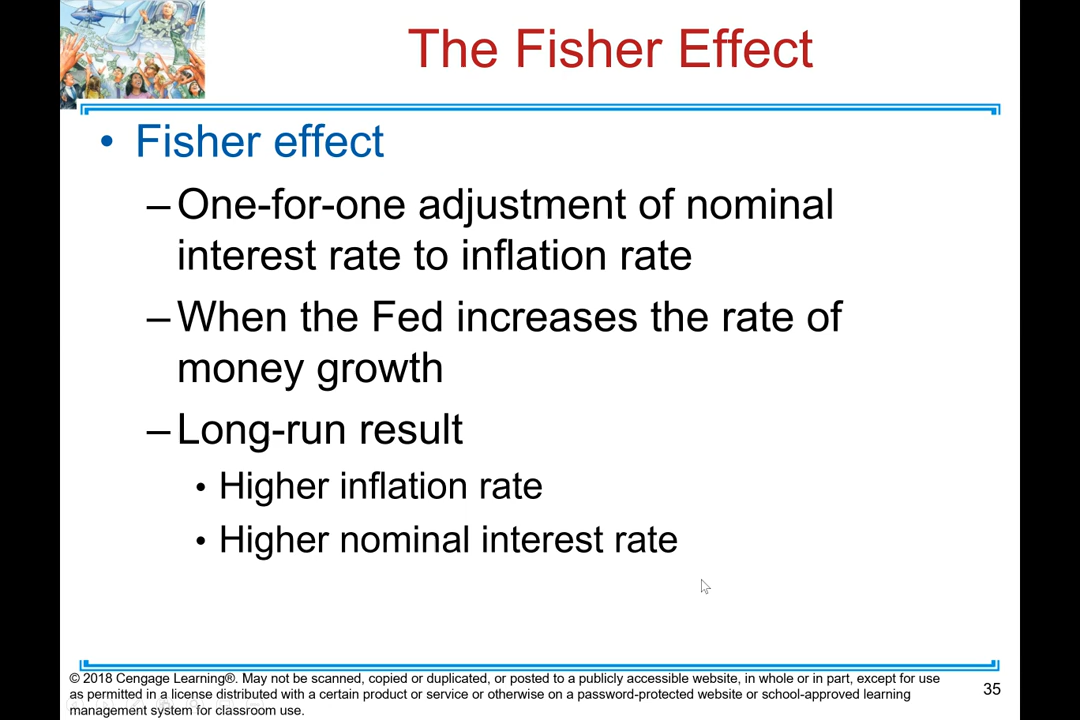 The Fisher Effect
• Fisher effect
–One-for-one adjustment of nominal
interest rate to inflation rate
–When the Fed increases the rate of
money growth
–Long-run result
• Higher inflation rate
• Higher nominal interest rate
© 2018 Cengage Learning®. May not be scanned, copied or duplicated, or posted to a publicly accessible website, in whole or in part, except for use
as permitted in a license distributed with a certain product or service or otherwise on a password-protected website or school-approved learning
management system for classroom use.
35